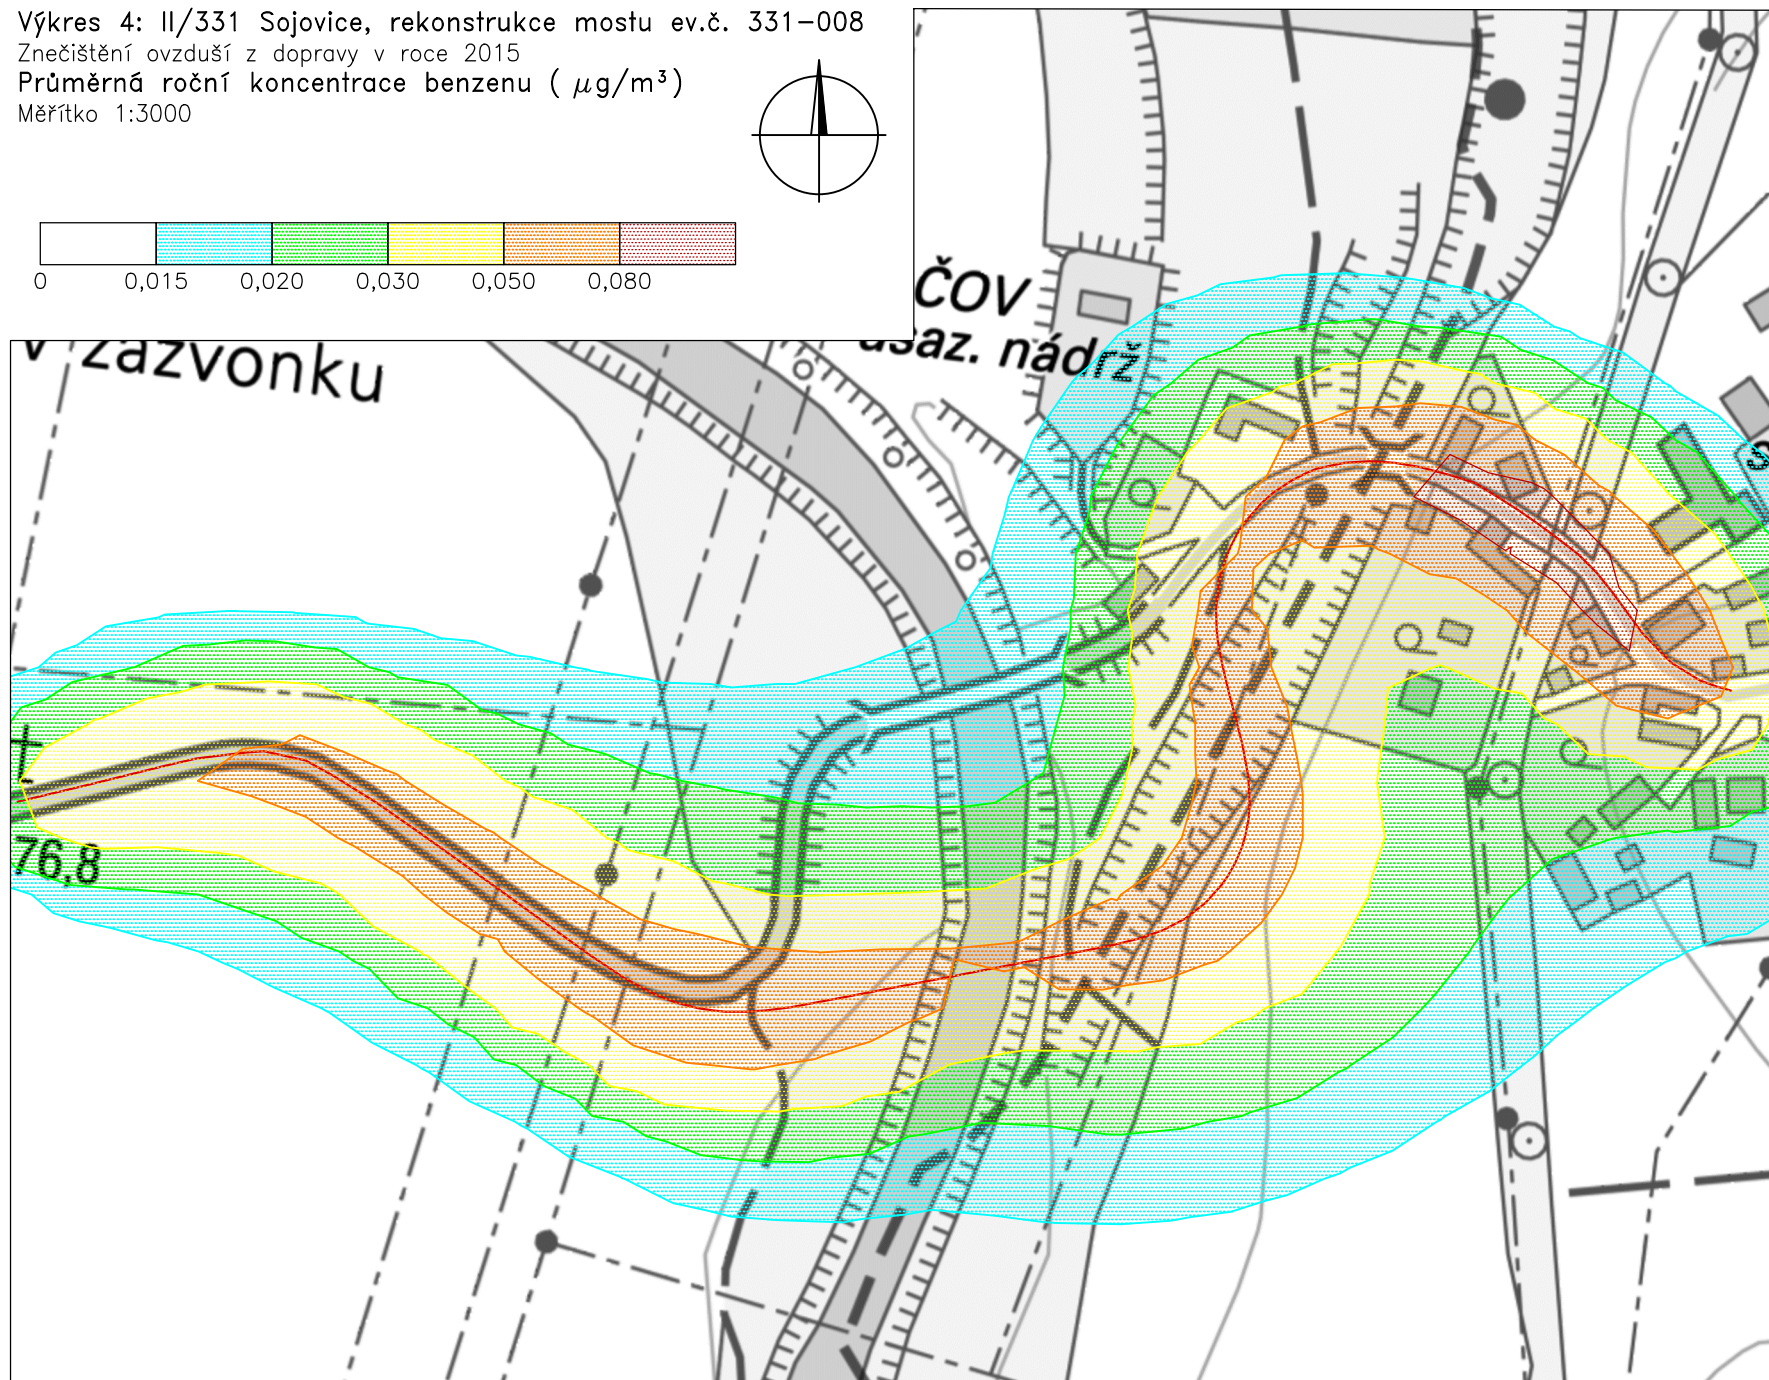 Výkres 4: II/331 Sojovice, rekonstrukce mostu ev.č. 331-008
Znečištění ovzduší z dopravy v roce 2015
Průměrná roční koncentrace benzenu ( μg/m³)
Měřítko 1:3000
0 0,015 0,020 0,030 0,050 0,080
ČOV
usaz. nádrž
V zázvonku
76,8